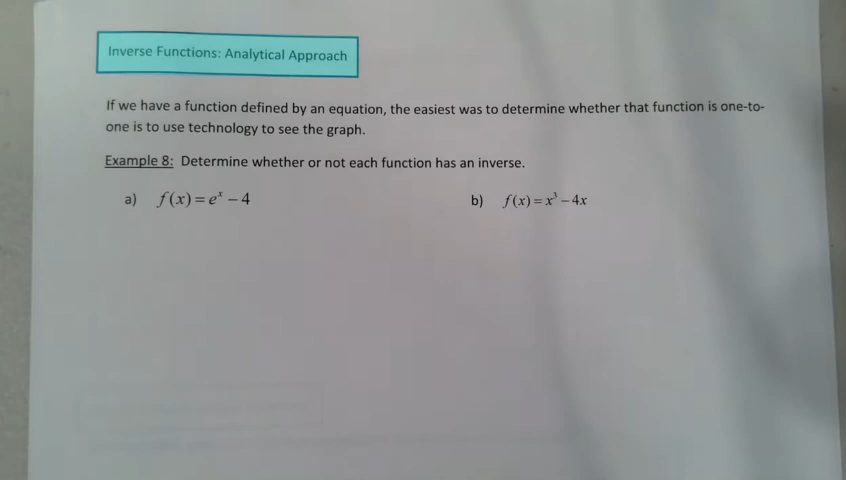 Inverse Functions: Analytical Approach
If we have a function defined by an equation, the easiest was to determine whether that function is one-to-
one is to use technology to see the graph.
Example 8: Determine whether or not each function has an inverse.
a) f(x) = eˣ − 4 b) f(x) = x³ − 4x